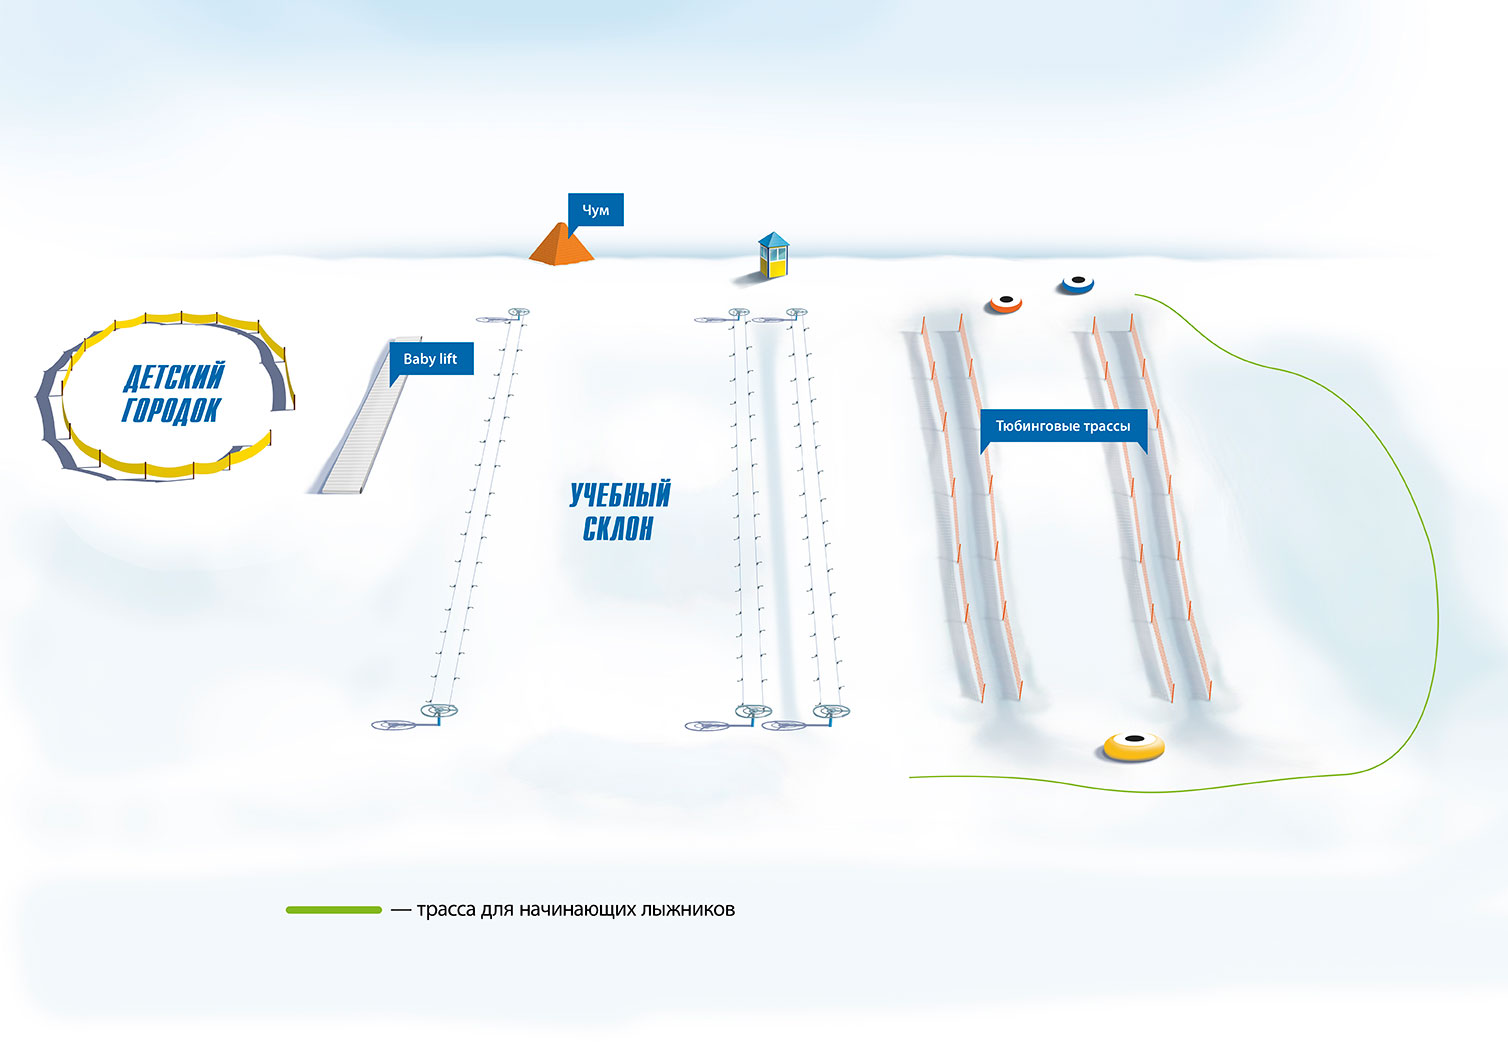 Чум
Baby lift
ДЕТСКИЙ
ГОРОДОК
Тюбинговые трассы
УЧЕБНЫЙ
СКЛОН
— трасса для начинающих лыжников